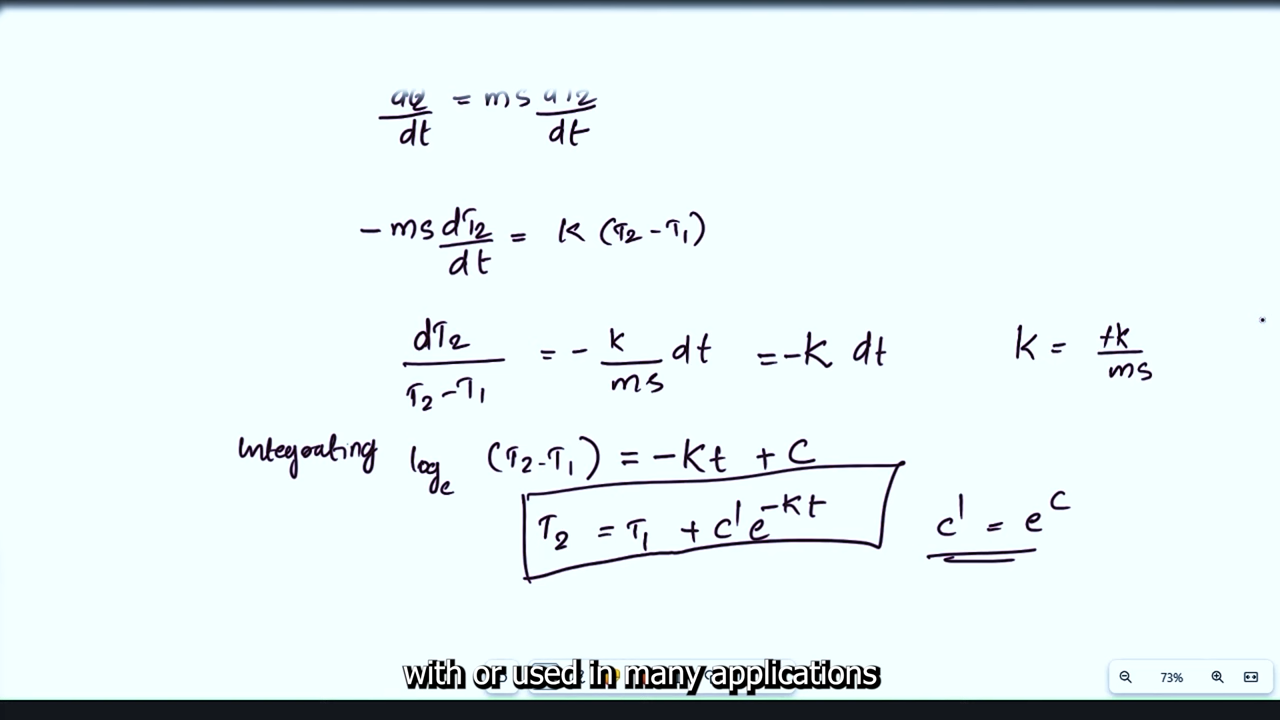 dQ/dt = ms dT2/dt
-ms dT2/dt = k (T2 - T1)
dT2/(T2 - T1) = - k/ms dt = -K dt K = +k/ms
Integrating loge (T2 - T1) = -Kt + C
T2 = T1 + c'e^-Kt c' = e^C
with or used in many applications
73%